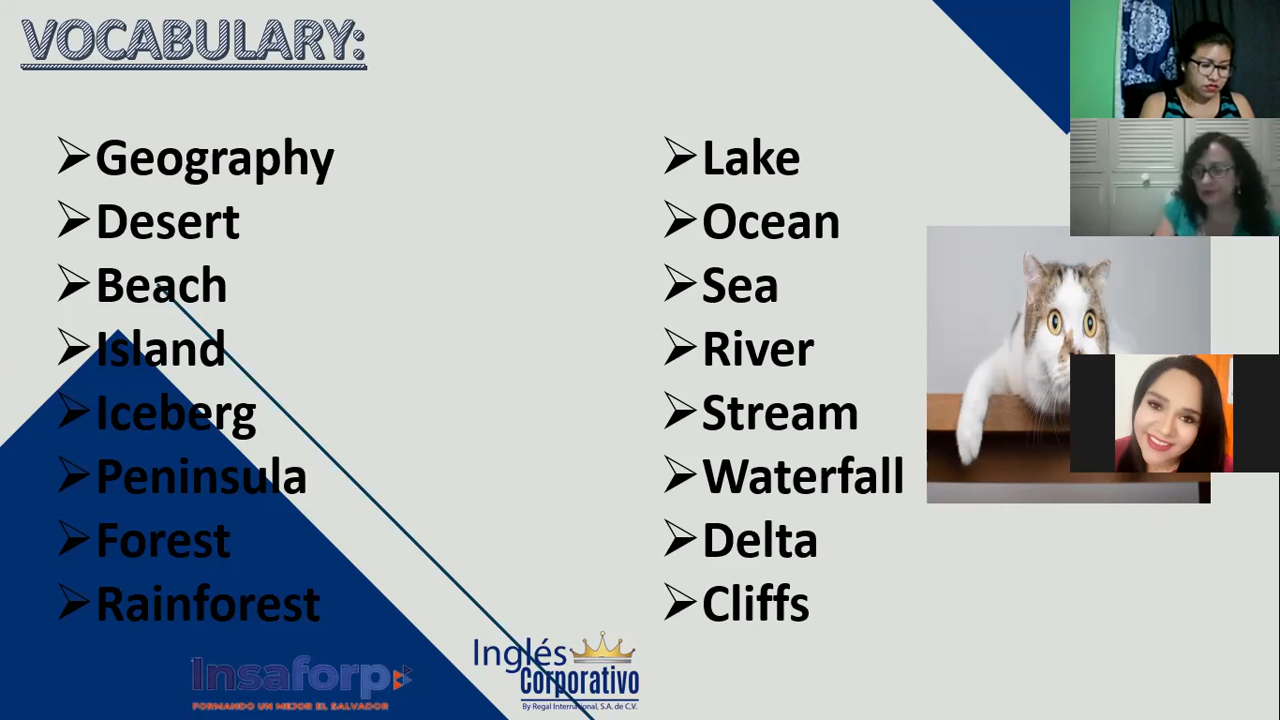 VOCABULARY:
Geography
Desert
Beach
Island
Iceberg
Peninsula
Forest
Rainforest
Lake
Ocean
Sea
River
Stream
Waterfall
Delta
Cliffs
Insaforp
FORMANDO UN MEJOR EL SALVADOR
Inglés
Corporativo
By Regal International, S.A. de C.V.